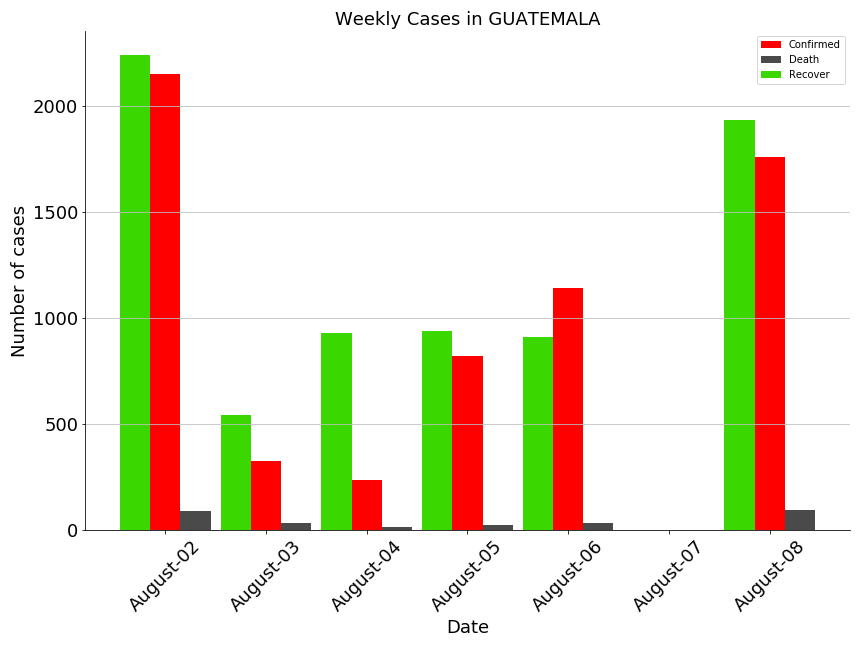 Weekly Cases in GUATEMALA
Confirmed
Death
Recover
Number of cases
2000
1500
1000
500
0
August-02
August-03
August-04
August-05
August-06
August-07
August-08
Date